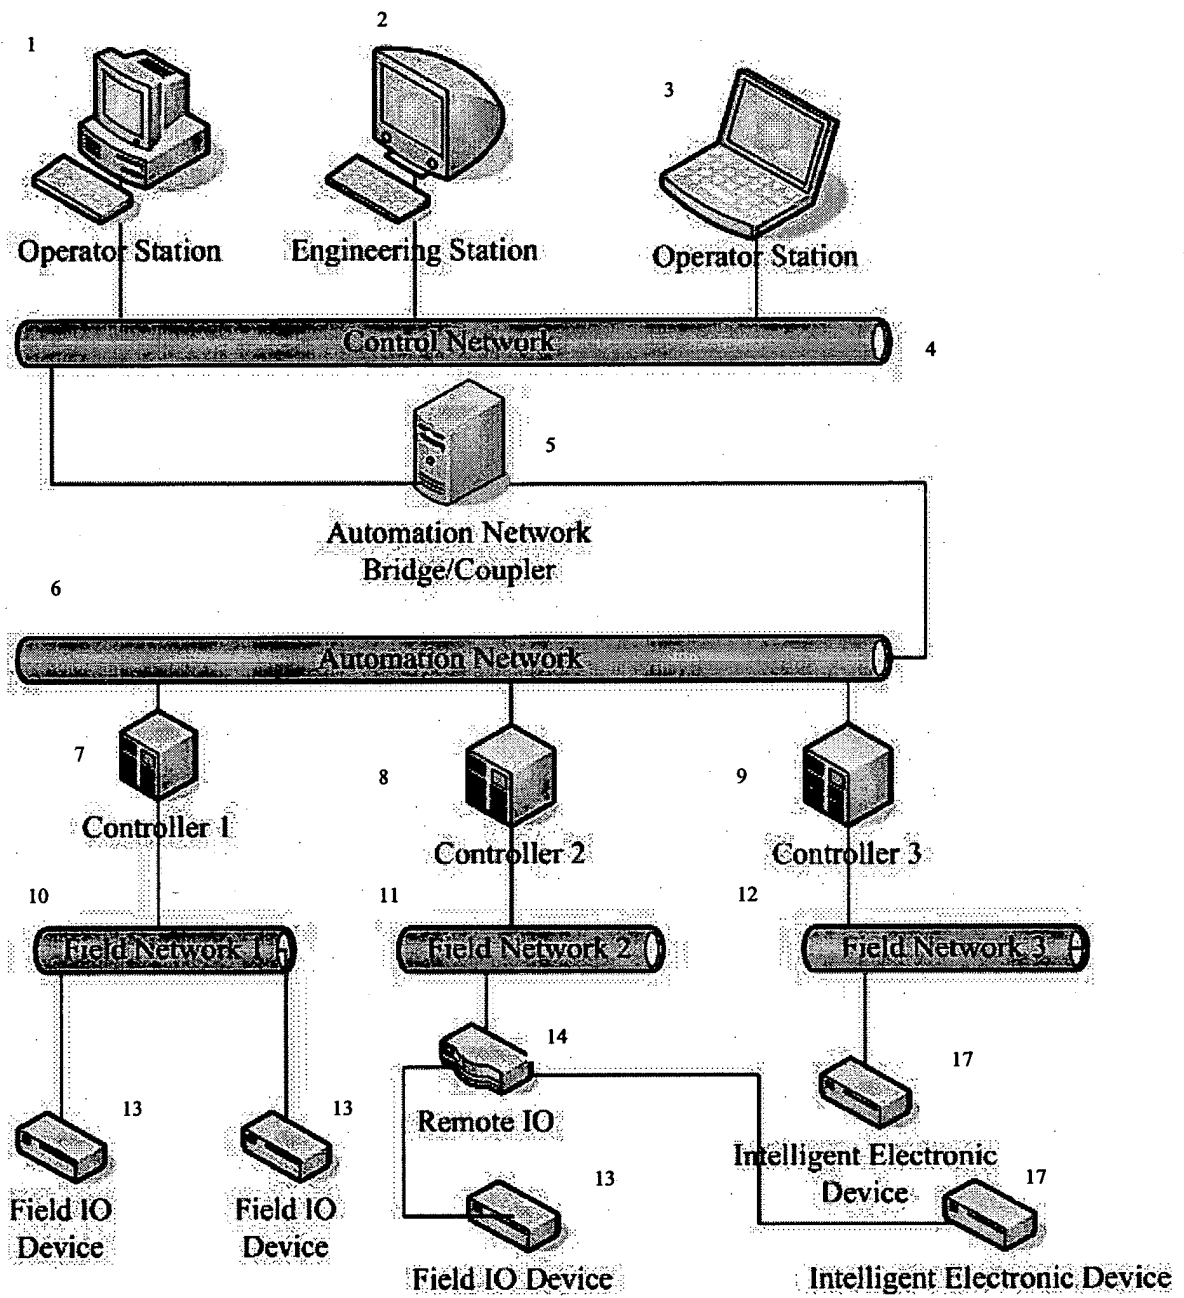 1
2
3
Operator Station
Engineering Station
Operator Station
Control Network
4
5
Automation Network
Bridge/Coupler
6
Automation Network
7
8
9
Controller 1
Controller 2
Controller 3
10
11
12
Field Network 1
Field Network 2
Field Network 3
14
17
13
13
Remote IO
Intelligent Electronic
Device
13
17
Field IO
Device
Field IO
Device
Field IO Device
Intelligent Electronic Device